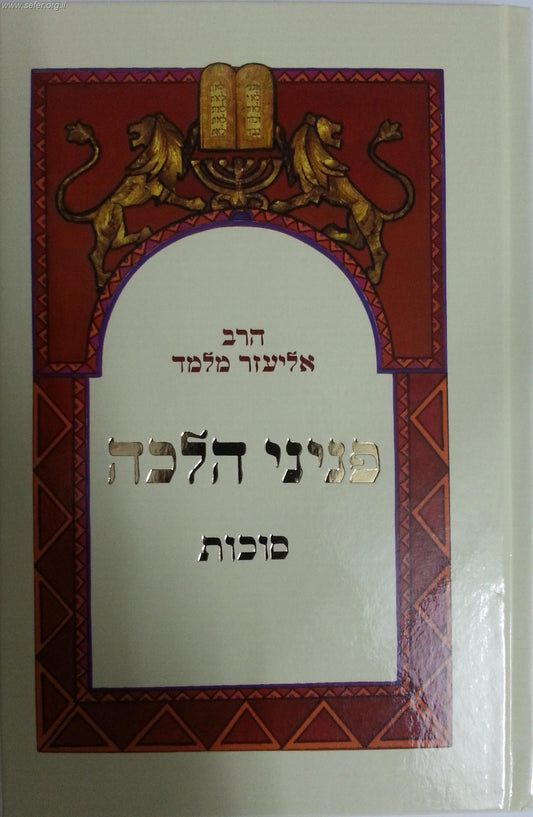 www.sefer.org.il
הרב
אליעזר מלמד
פניני הלכה
סוכות